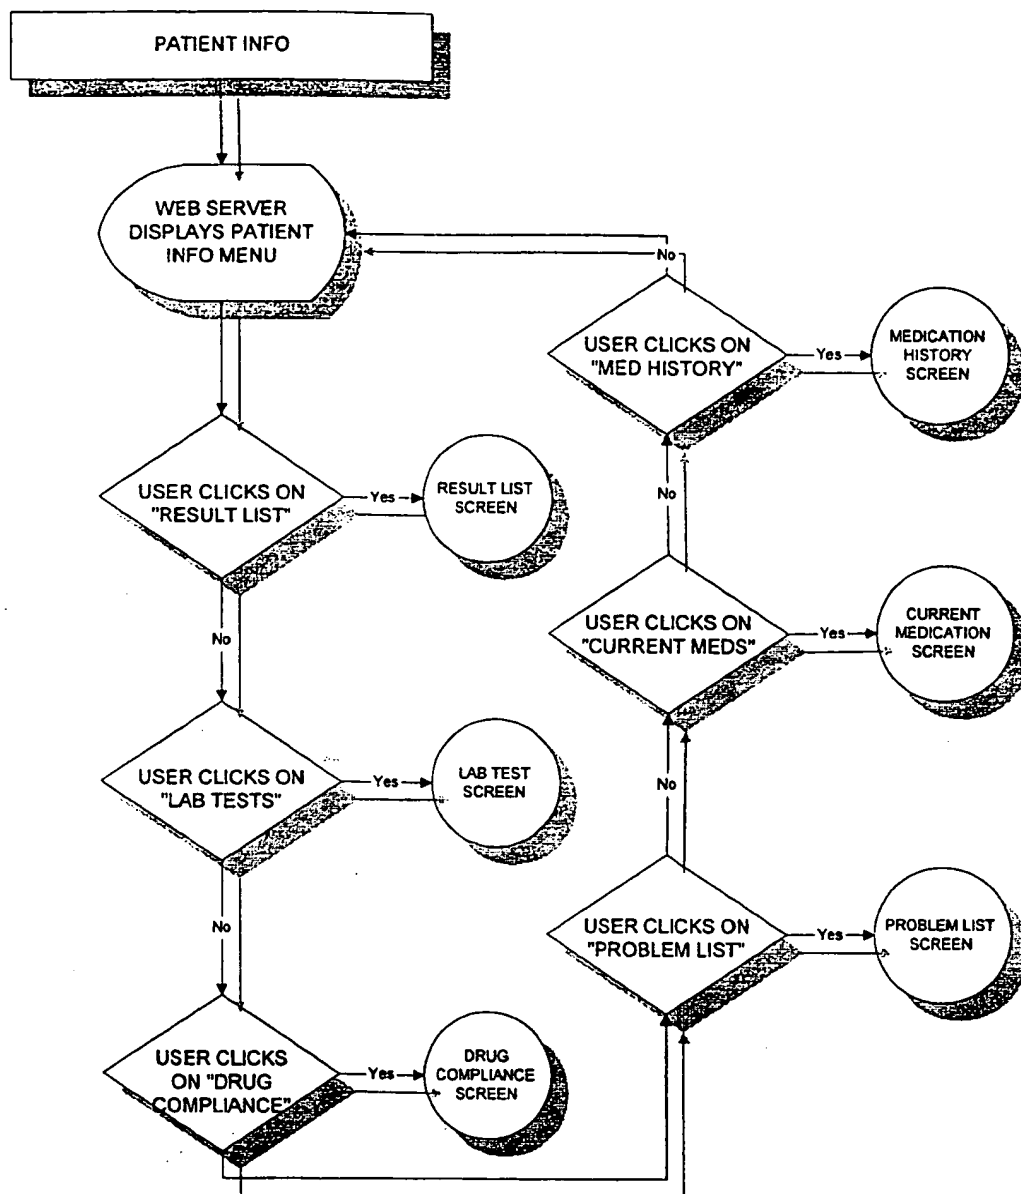 PATIENT INFO
WEB SERVER
DISPLAYS PATIENT
INFO MENU
USER CLICKS ON
"RESULT LIST"
Yes
RESULT LIST
SCREEN
No
USER CLICKS ON
"LAB TESTS"
Yes
LAB TEST
SCREEN
No
USER CLICKS
ON "DRUG
COMPLIANCE"
Yes
DRUG
COMPLIANCE
SCREEN
USER CLICKS ON
"PROBLEM LIST"
Yes
PROBLEM LIST
SCREEN
No
USER CLICKS ON
"CURRENT MEDS"
Yes
CURRENT
MEDICATION
SCREEN
No
USER CLICKS ON
"MED HISTORY"
Yes
MEDICATION
HISTORY
SCREEN
No